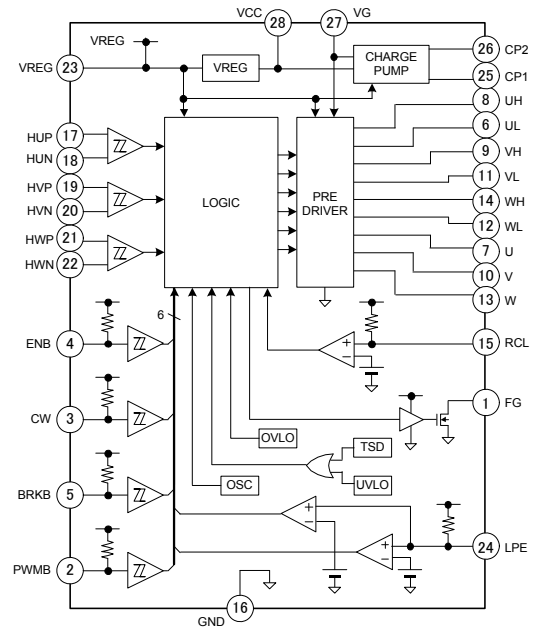 VCC
VG
VREG
28
27
CHARGE
PUMP
26
CP2
VREG
23
VREG
25
CP1
8
UH
6
UL
HUP
17
9
VH
HUN
18
11
VL
HVP
19
LOGIC
PRE
DRIVER
14
WH
HVN
20
12
WL
HWP
21
7
U
HWN
22
10
V
13
W
6
ENB
4
+
−
15
RCL
1
FG
CW
3
OVLO
TSD
BRKB
5
OSC
UVLO
+
−
PWMB
2
+
−
24
LPE
GND
16